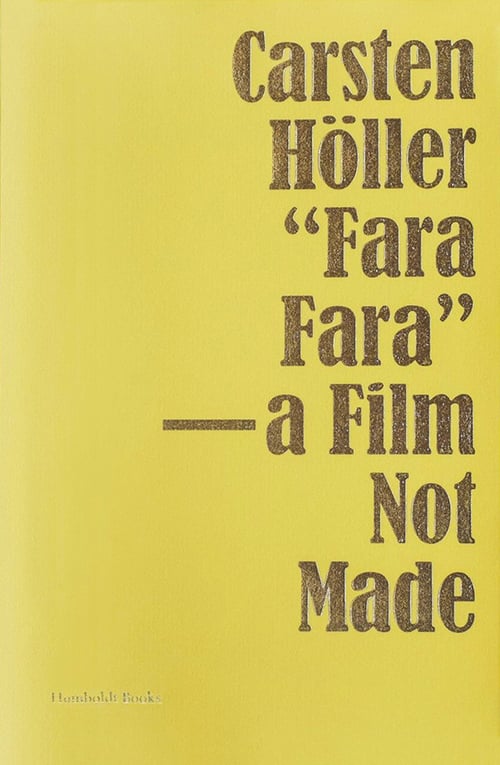 Carsten
Höller
“Fara
Fara”
—a Film
Not
Made
Humboldt Books